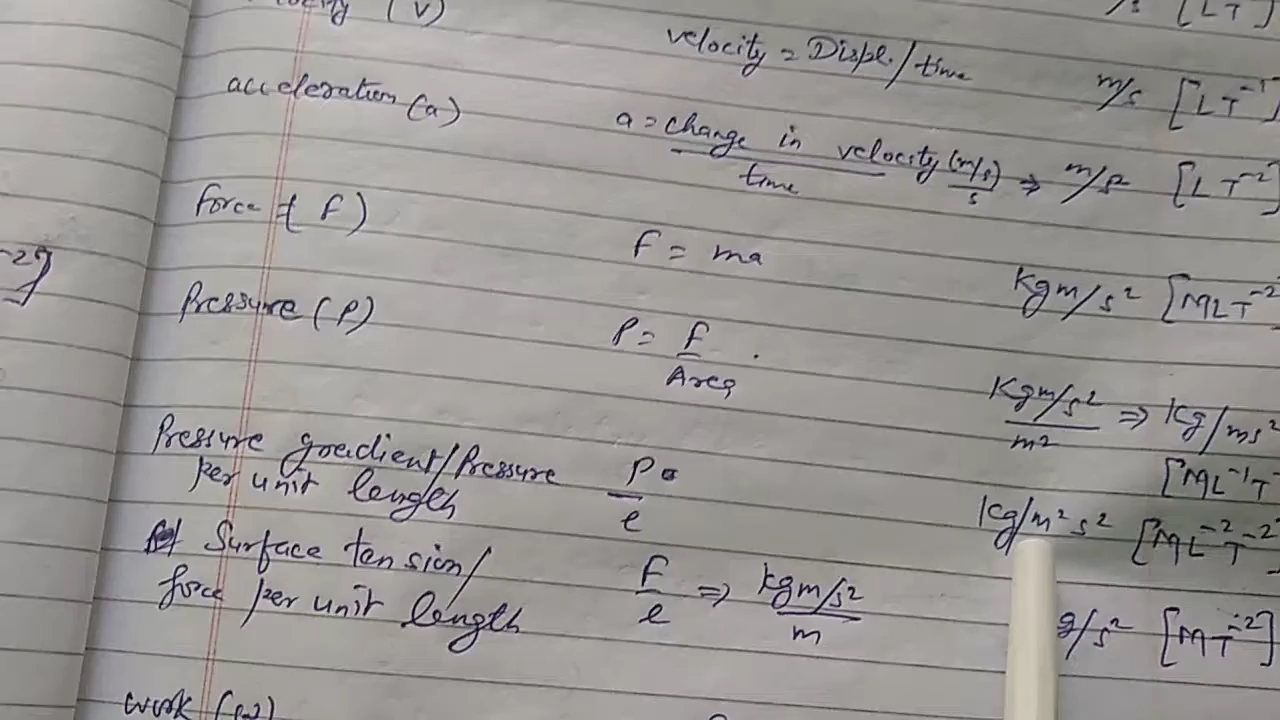 (v)
[LT
velocity = Displ./time m/s [LT⁻¹]
acceleration (a)
a = change in velocity (m/s) ⇒ m/s² [LT⁻²]
time s
force (F)
F = ma
kgm/s² [MLT⁻²
Pressure (P)
P = F
Area
kgm/s² ⇒ kg/ms²
m²
[ML⁻¹T⁻
Pressure gradient/Pressure
per unit length
P
l
kg/m²s² [ML⁻²T⁻²
Surface tension/
force per unit length
F ⇒ kgm/s²
l m
g/s² [MT⁻²]
work